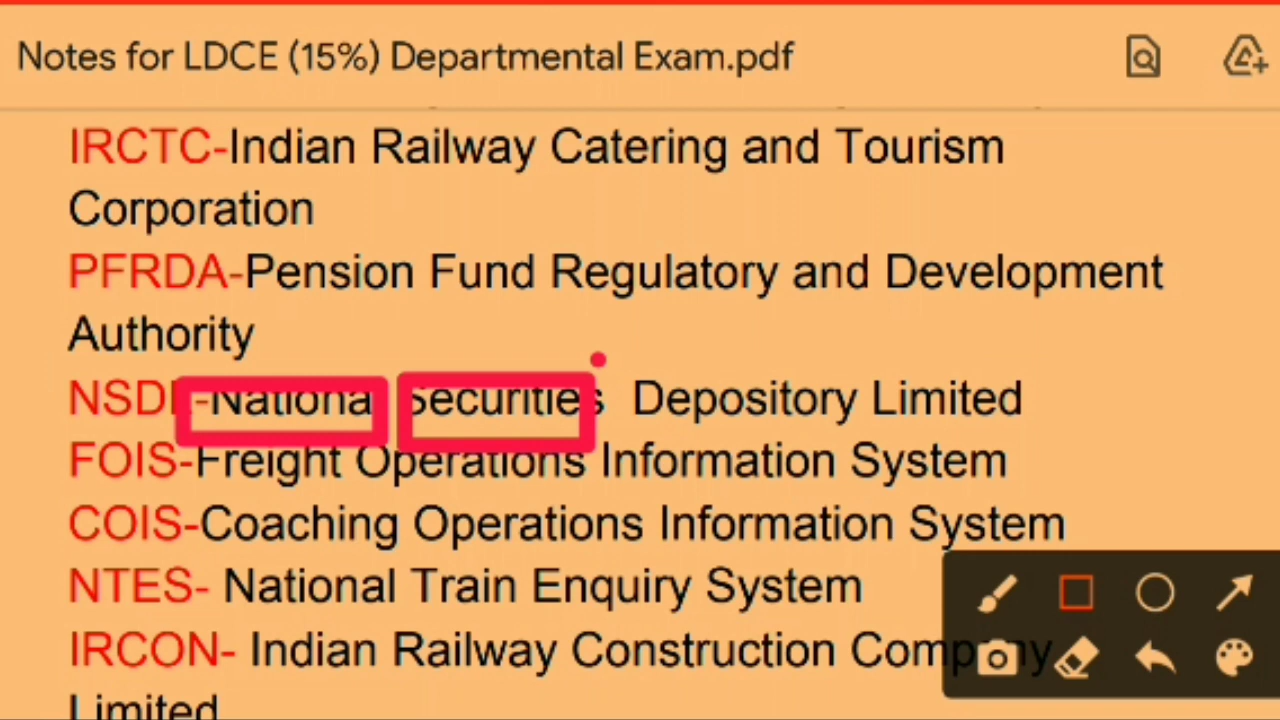 Notes for LDCE (15%) Departmental Exam.pdf
IRCTC-Indian Railway Catering and Tourism
Corporation
PFRDA-Pension Fund Regulatory and Development
Authority
NSDL-National Securities Depository Limited
FOIS-Freight Operations Information System
COIS-Coaching Operations Information System
NTES- National Train Enquiry System
IRCON- Indian Railway Construction Company
Limited